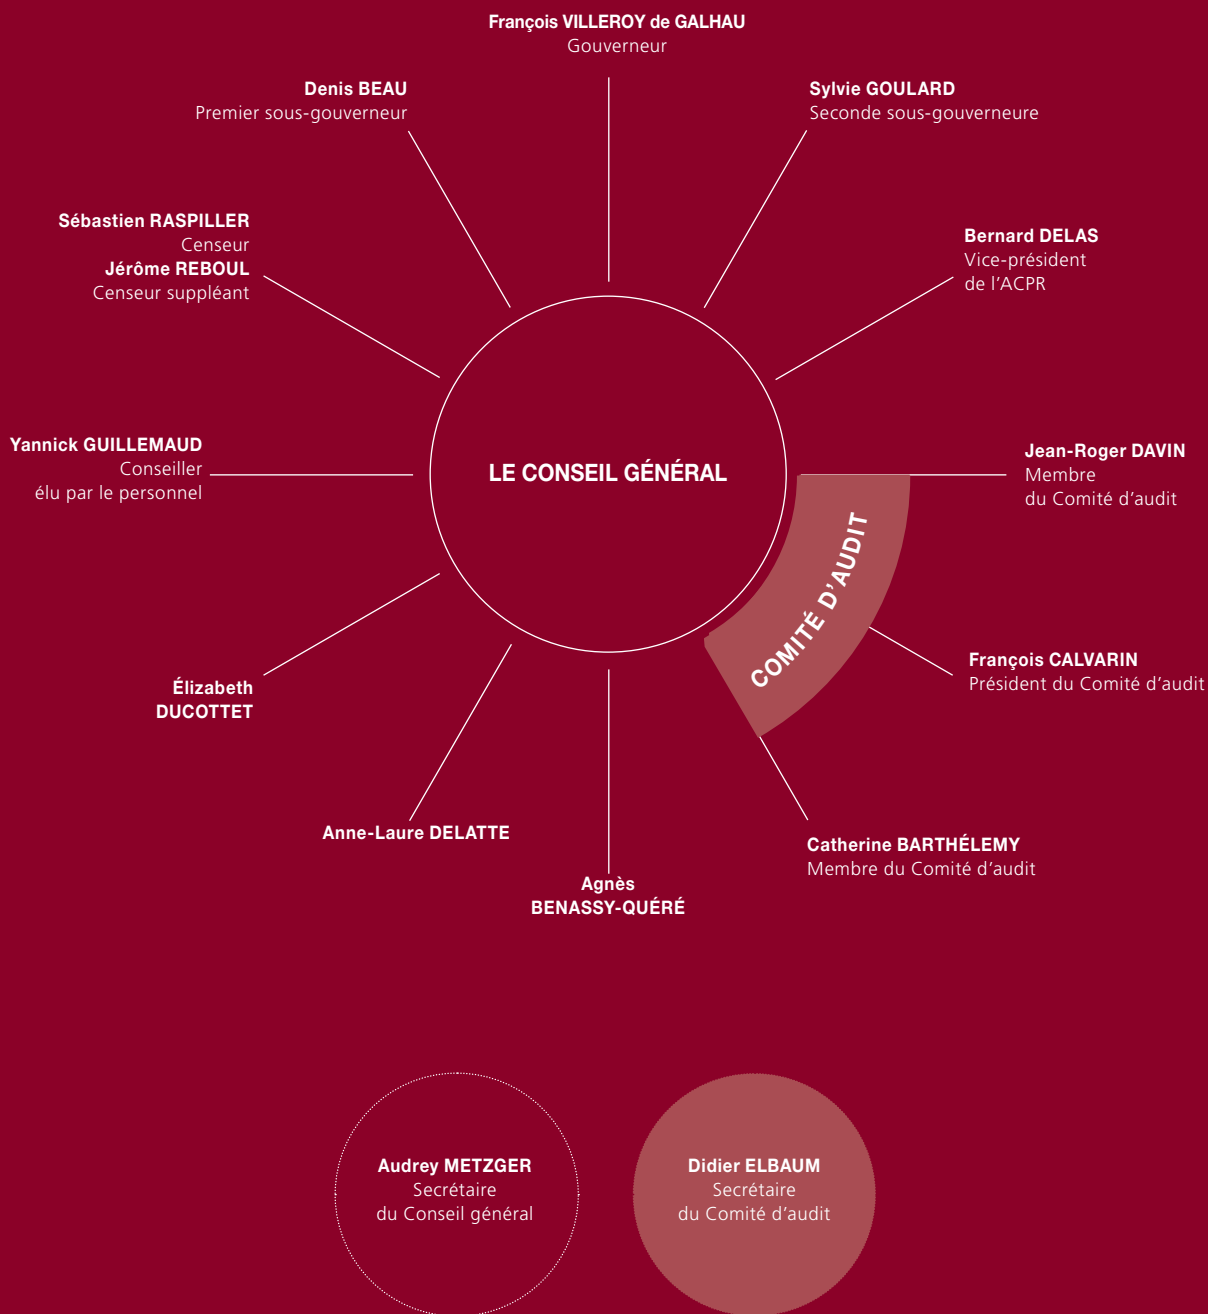 François VILLEROY de GALHAU
Gouverneur
Denis BEAU
Premier sous-gouverneur
Sylvie GOULARD
Seconde sous-gouverneure
Sébastien RASPILLER
Censeur
Jérôme REBOUL
Censeur suppléant
Bernard DELAS
Vice-président
de l’ACPR
Yannick GUILLEMAUD
Conseiller
élu par le personnel
LE CONSEIL GÉNÉRAL
Jean-Roger DAVIN
Membre
du Comité d’audit
COMITÉ D’AUDIT
François CALVARIN
Président du Comité d’audit
Élizabeth
DUCOTTET
Anne-Laure DELATTE
Catherine BARTHÉLEMY
Membre du Comité d’audit
Agnès
BENASSY-QUÉRÉ
Audrey METZGER
Secrétaire
du Conseil général
Didier ELBAUM
Secrétaire
du Comité d’audit